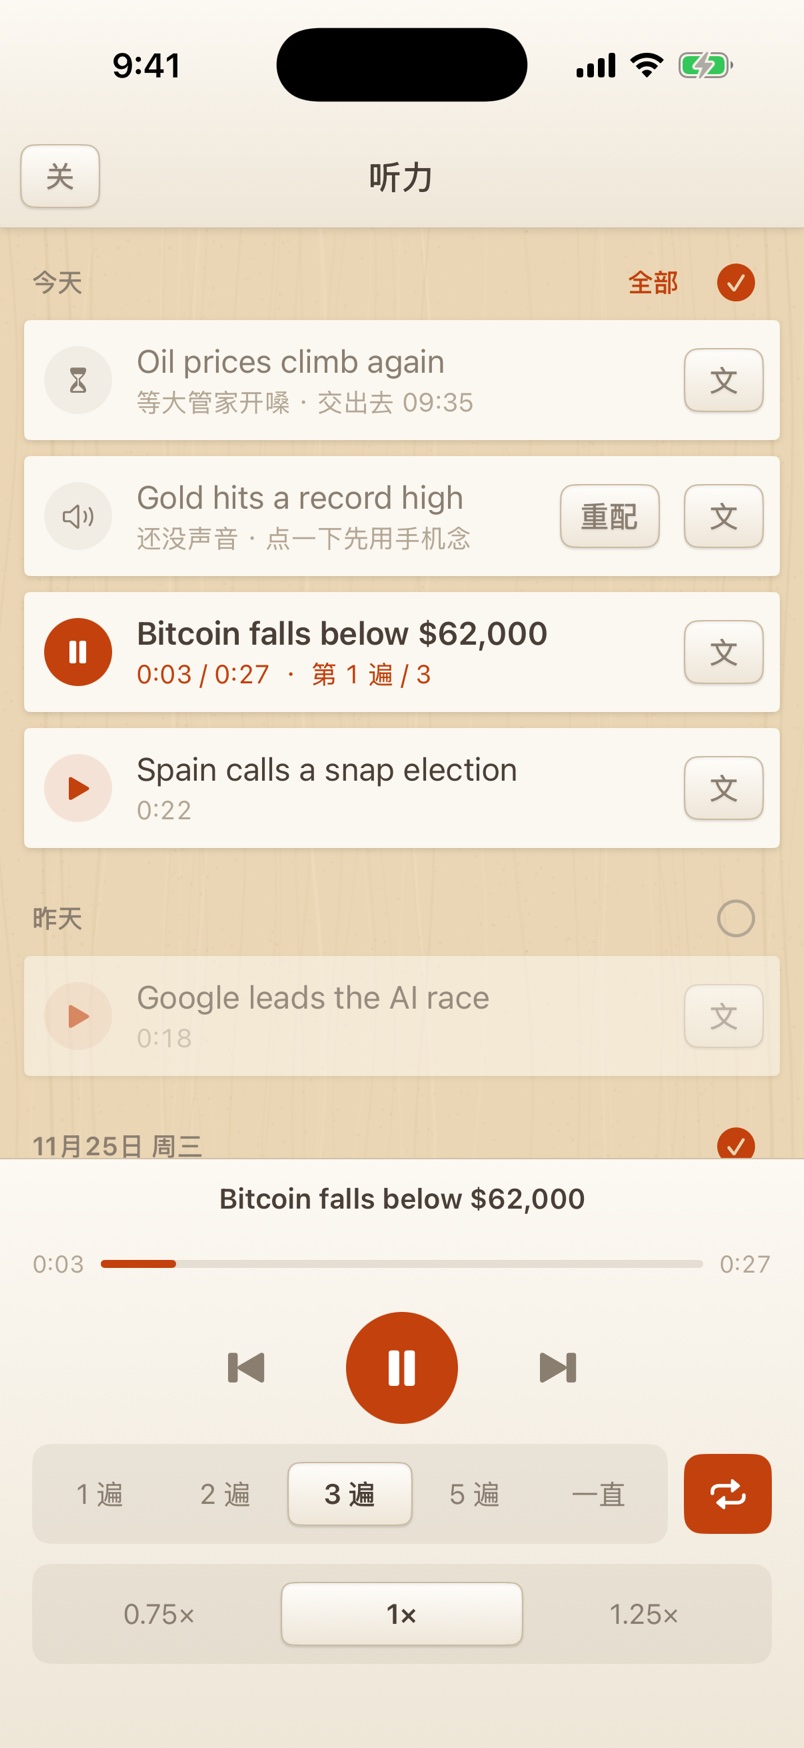 9:41
关
听力
今天
全部
Oil prices climb again
等大管家开嗓 · 交出去 09:35
文
Gold hits a record high
还没声音 · 点一下先用手机念
重配
文
Bitcoin falls below $62,000
0:03 / 0:27 · 第 1 遍 / 3
文
Spain calls a snap election
0:22
文
昨天
Google leads the AI race
0:18
文
11月25日 周三
Bitcoin falls below $62,000
0:03
0:27
1 遍
2 遍
3 遍
5 遍
一直
0.75×
1×
1.25×